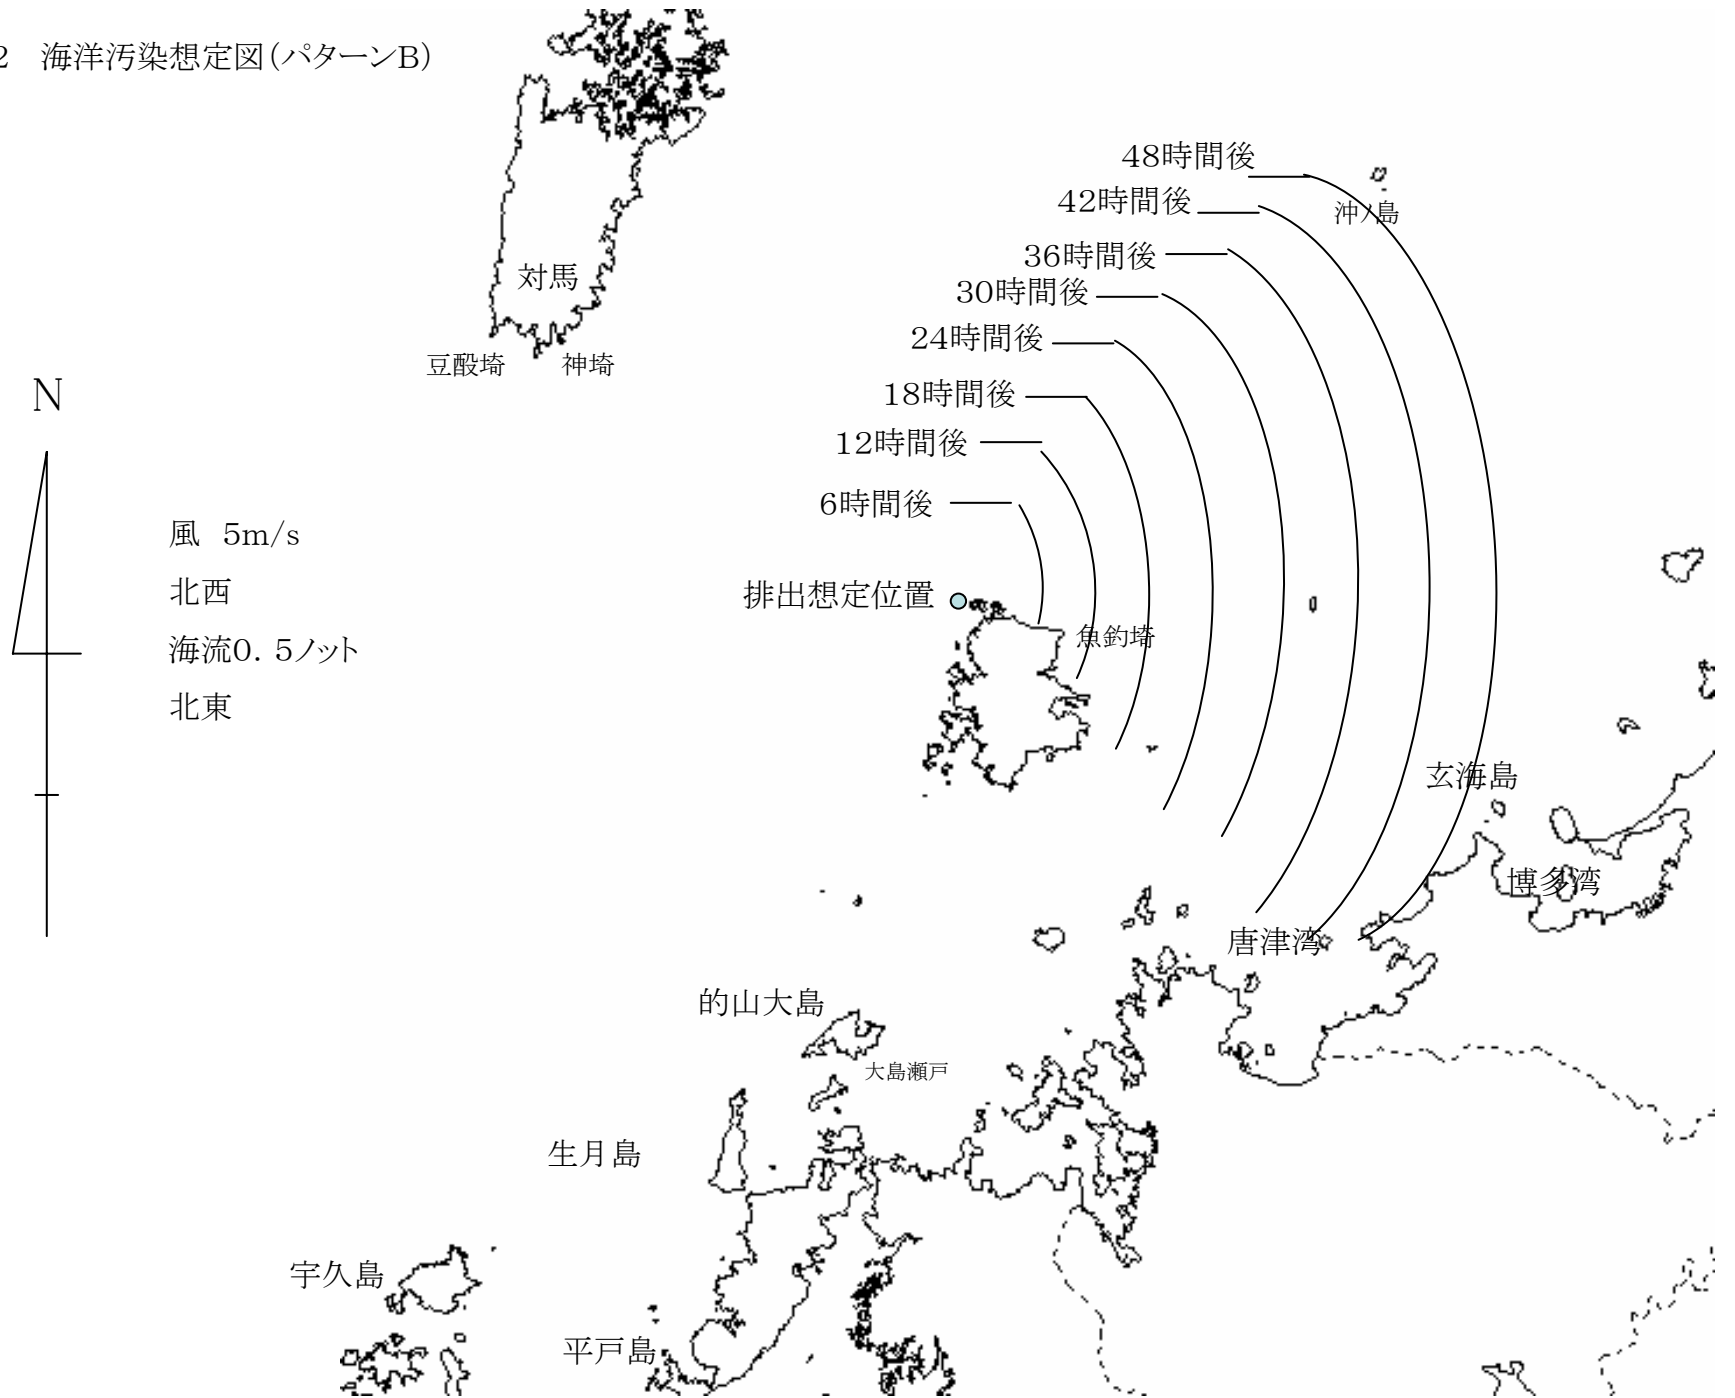 2 海洋汚染想定図(パターンB)
48時間後
42時間後
沖ノ島
36時間後
30時間後
24時間後
18時間後
12時間後
6時間後
対馬
豆酘埼 神埼
N
風 5m/s
北西
海流0．5ノット
北東
排出想定位置
魚釣埼
玄海島
博多湾
唐津湾
的山大島
大島瀬戸
生月島
宇久島
平戸島